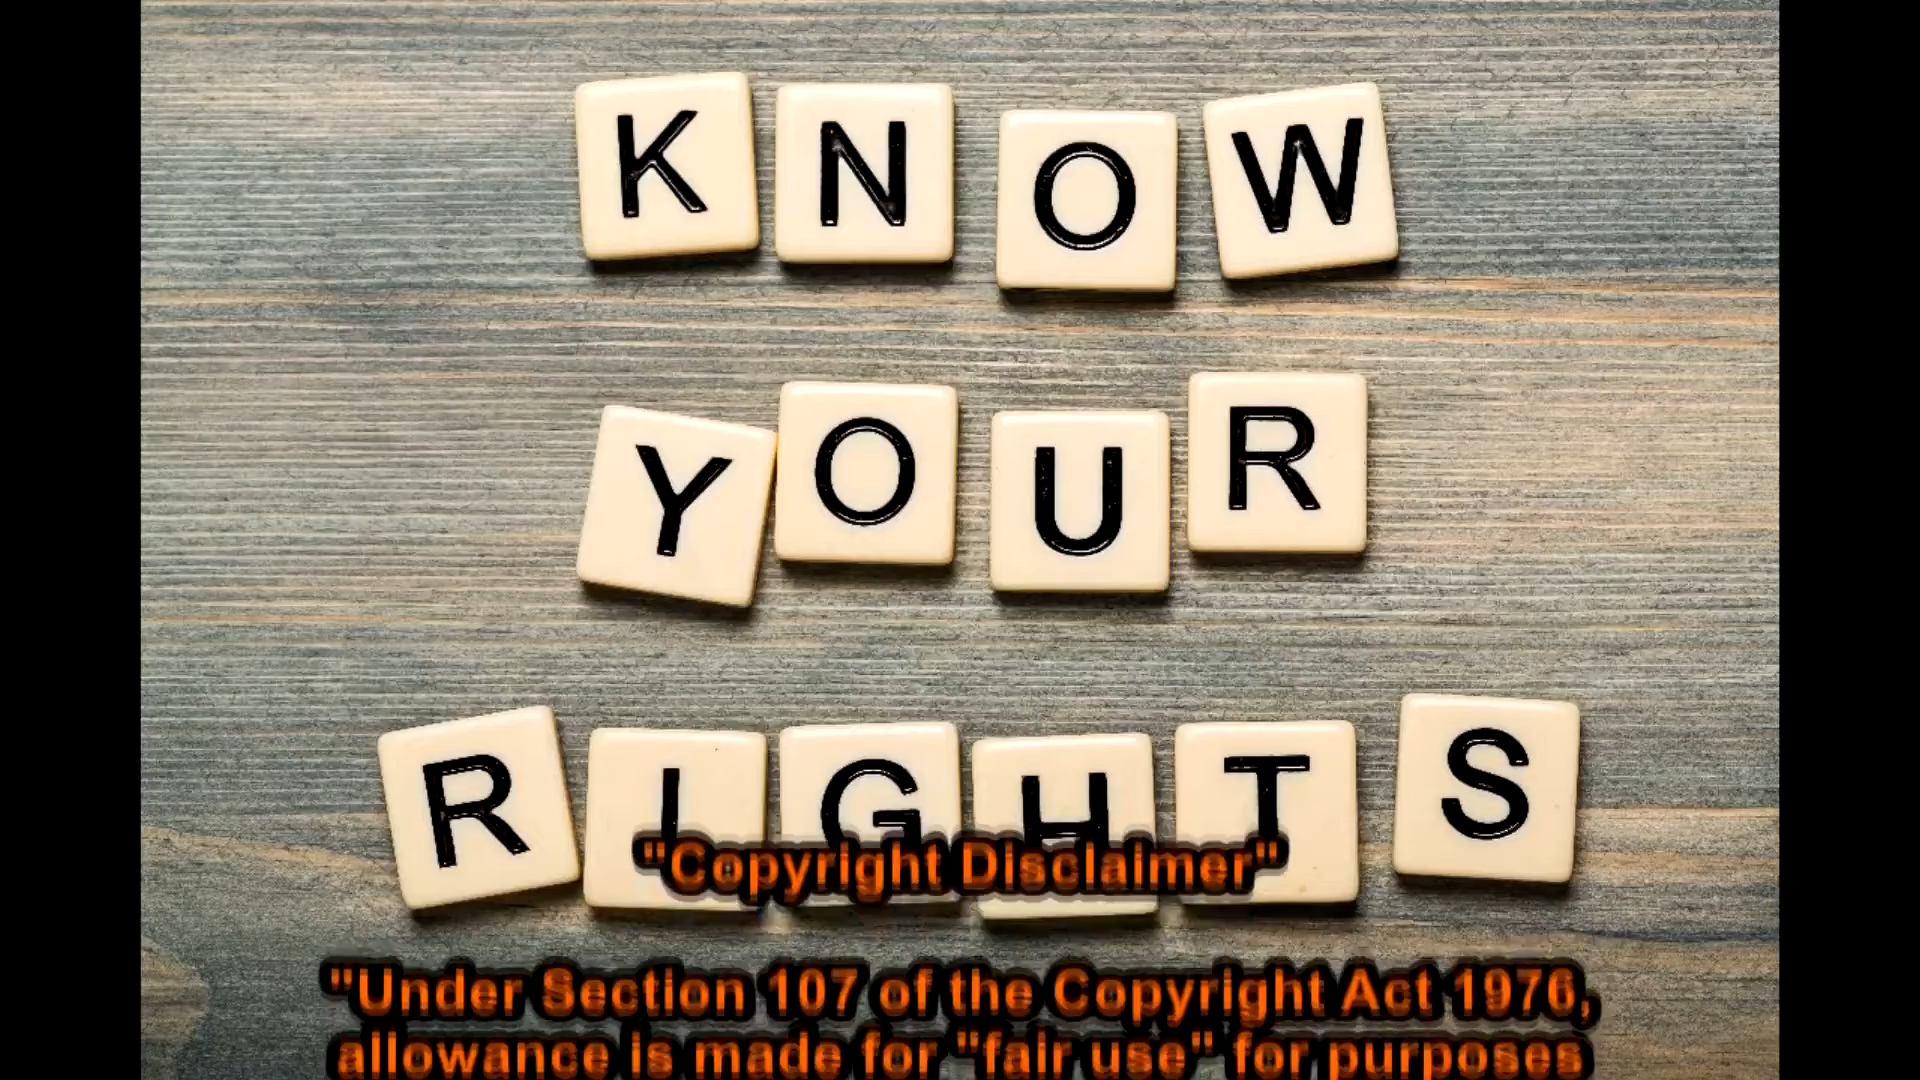 KNOW
YOUR
RIGHTS
"Copyright Disclaimer"
"Under Section 107 of the Copyright Act 1976,
allowance is made for "fair use" for purposes